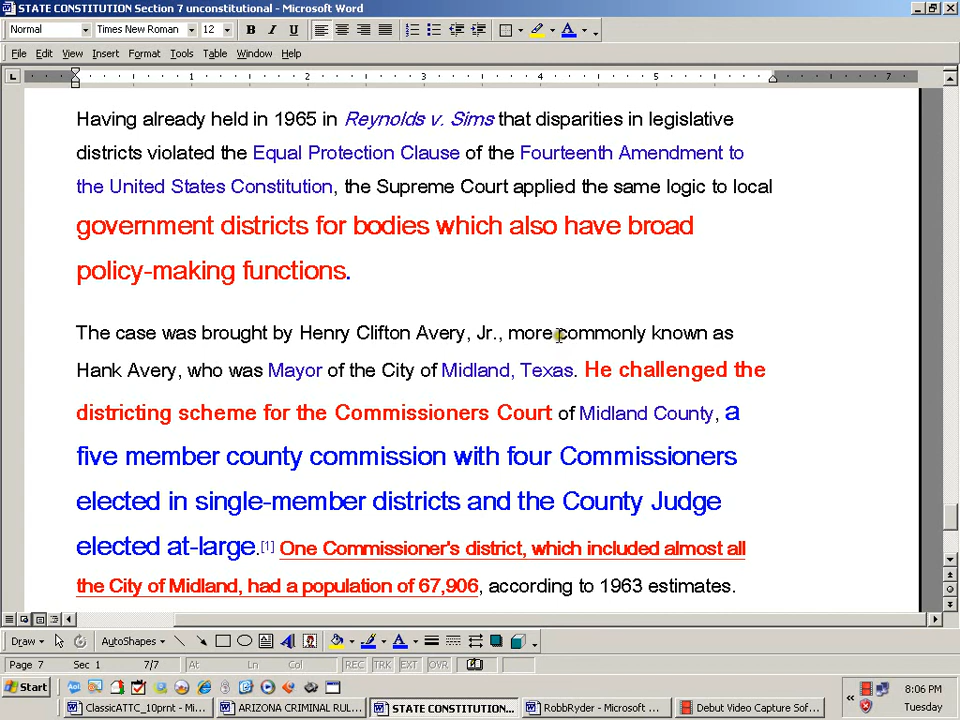 STATE CONSTITUTION Section 7 unconstitutional - Microsoft Word
Normal Times New Roman 12 B I U
File Edit View Insert Format Tools Table Window Help
1 2 3 4 5 7
Having already held in 1965 in Reynolds v. Sims that disparities in legislative
districts violated the Equal Protection Clause of the Fourteenth Amendment to
the United States Constitution, the Supreme Court applied the same logic to local
government districts for bodies which also have broad
policy-making functions.
The case was brought by Henry Clifton Avery, Jr., more commonly known as
Hank Avery, who was Mayor of the City of Midland, Texas. He challenged the
districting scheme for the Commissioners Court of Midland County, a
five member county commission with four Commissioners
elected in single-member districts and the County Judge
elected at-large.[1] One Commissioner's district, which included almost all
the City of Midland, had a population of 67,906, according to 1963 estimates.
Draw AutoShapes
Page 7 Sec 1 7/7 At Ln Col REC TRK EXT OVR
Start 8:06 PM
ClassicATTC_10prnt - Mi... ARIZONA CRIMINAL RUL... STATE CONSTITUTION... RobbRyder - Microsoft ... Debut Video Capture Sof... Tuesday